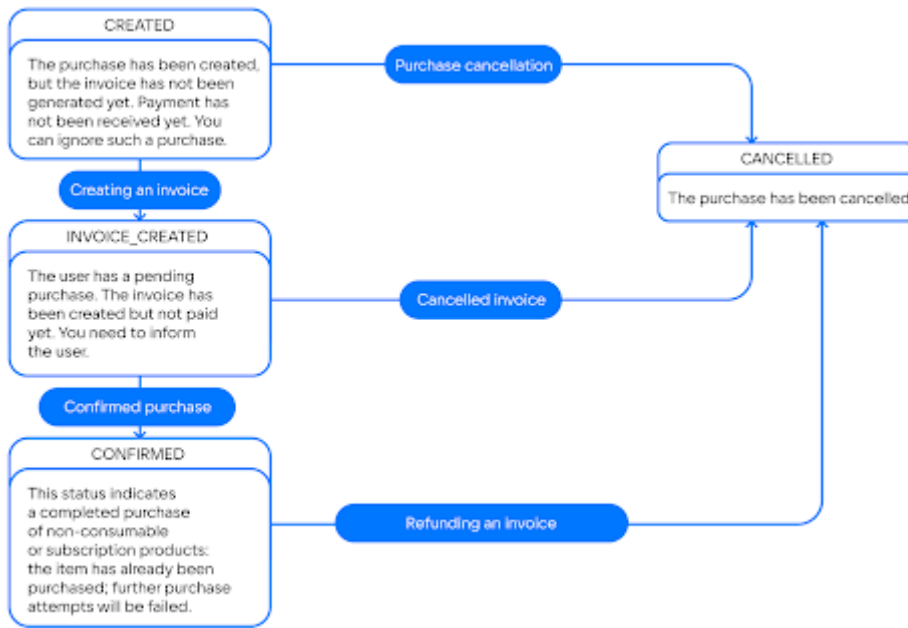 CREATED
The purchase has been created,
but the invoice has not been
generated yet. Payment has
not been received yet. You
can ignore such a purchase.
Purchase cancellation
CANCELLED
The purchase has been cancelled
Creating an invoice
INVOICE_CREATED
The user has a pending
purchase. The invoice has
been created but not paid
yet. You need to inform
the user.
Cancelled invoice
Confirmed purchase
CONFIRMED
This status indicates
a completed purchase
of non-consumable
or subscription products:
the item has already been
purchased; further purchase
attempts will be failed.
Refunding an invoice